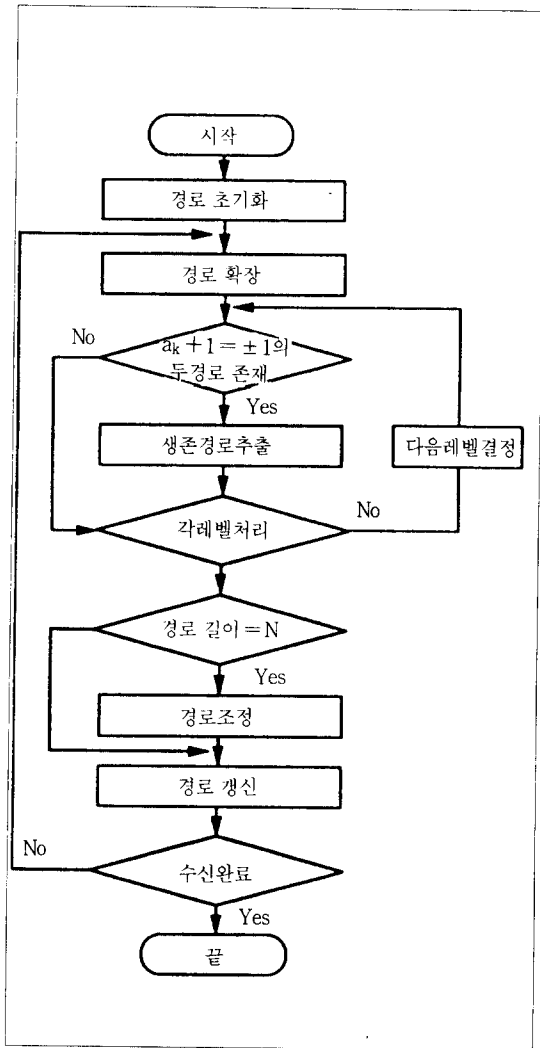 시작
경로 초기화
경로 확장
No
a_k + 1 = ± 1의
두경로 존재
Yes
생존경로추출
다음레벨결정
각레벨처리
No
경로 길이 = N
Yes
경로조정
경로 갱신
No
수신완료
Yes
끝